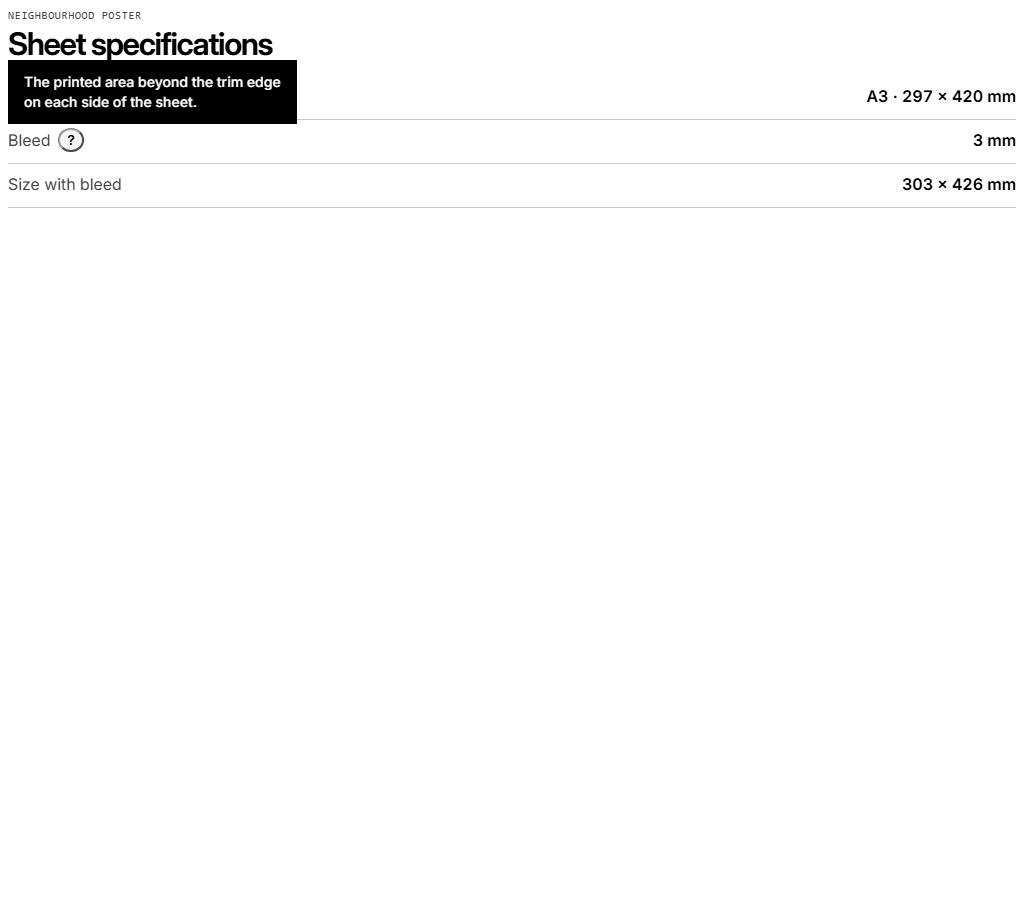 NEIGHBOURHOOD POSTER
Sheet specifications
The printed area beyond the trim edge
on each side of the sheet.
A3 · 297 × 420 mm
Bleed ? 3 mm
Size with bleed 303 × 426 mm